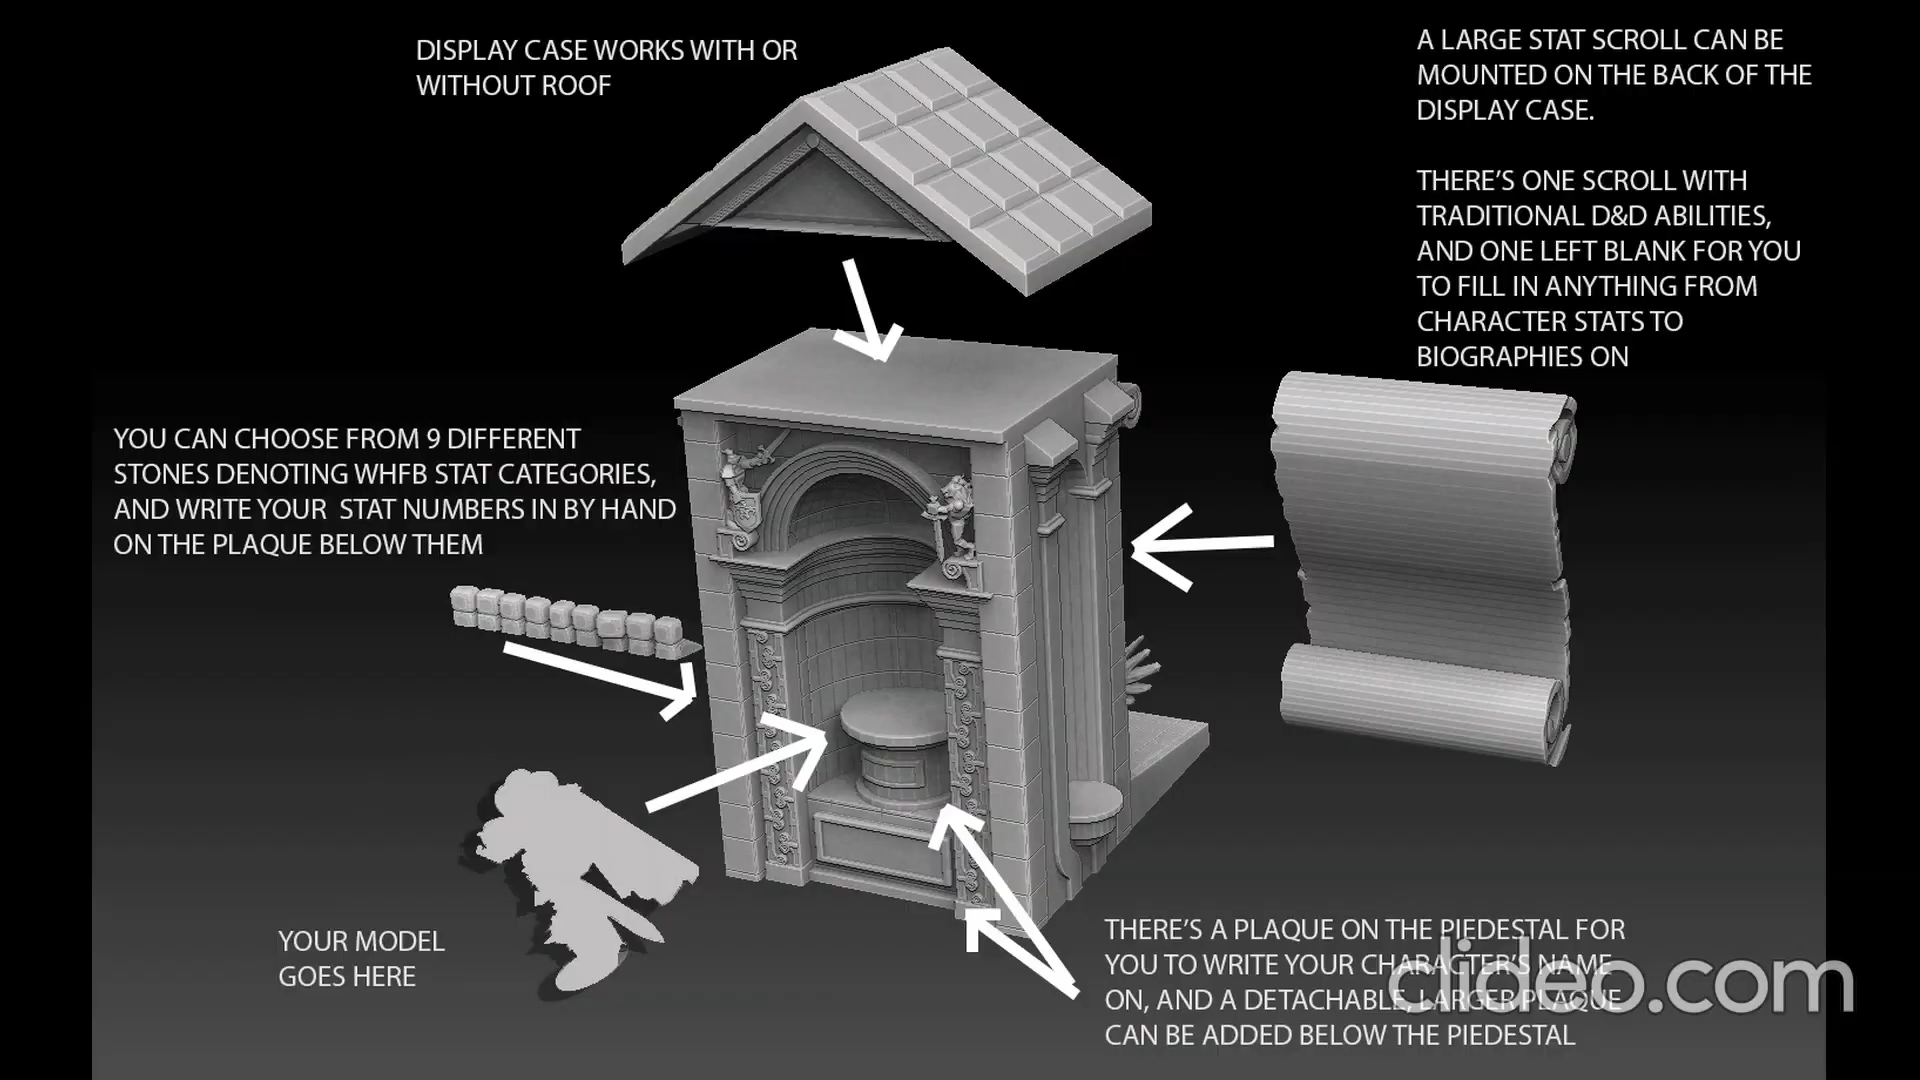 DISPLAY CASE WORKS WITH OR
WITHOUT ROOF
A LARGE STAT SCROLL CAN BE
MOUNTED ON THE BACK OF THE
DISPLAY CASE.
THERE'S ONE SCROLL WITH
TRADITIONAL D&D ABILITIES,
AND ONE LEFT BLANK FOR YOU
TO FILL IN ANYTHING FROM
CHARACTER STATS TO
BIOGRAPHIES ON
YOU CAN CHOOSE FROM 9 DIFFERENT
STONES DENOTING WHFB STAT CATEGORIES,
AND WRITE YOUR STAT NUMBERS IN BY HAND
ON THE PLAQUE BELOW THEM
YOUR MODEL
GOES HERE
THERE'S A PLAQUE ON THE PIEDESTAL FOR
YOU TO WRITE YOUR CHARACTER'S NAME
ON, AND A DETACHABLE, LARGER PLAQUE
CAN BE ADDED BELOW THE PIEDESTAL
clideo.com